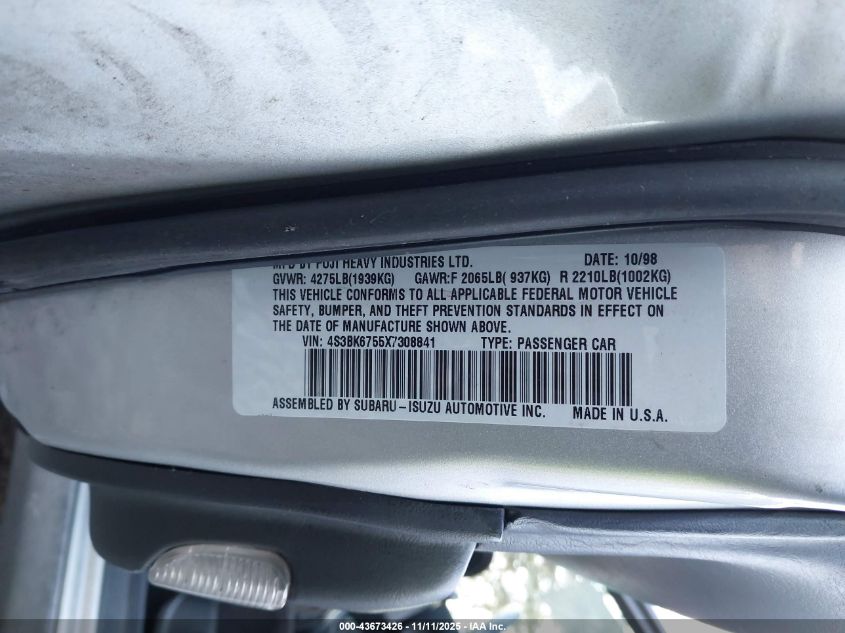 MFD BY FUJI HEAVY INDUSTRIES LTD. DATE: 10/98
GVWR: 4275LB(1939KG) GAWR:F 2065LB( 937KG) R 2210LB(1002KG)
THIS VEHICLE CONFORMS TO ALL APPLICABLE FEDERAL MOTOR VEHICLE
SAFETY, BUMPER, AND THEFT PREVENTION STANDARDS IN EFFECT ON
THE DATE OF MANUFACTURE SHOWN ABOVE.
VIN: 4S3BK6755X7308841 TYPE: PASSENGER CAR
ASSEMBLED BY SUBARU-ISUZU AUTOMOTIVE INC. MADE IN U.S.A.
000-43673426 - 11/11/2025 - IAA Inc.